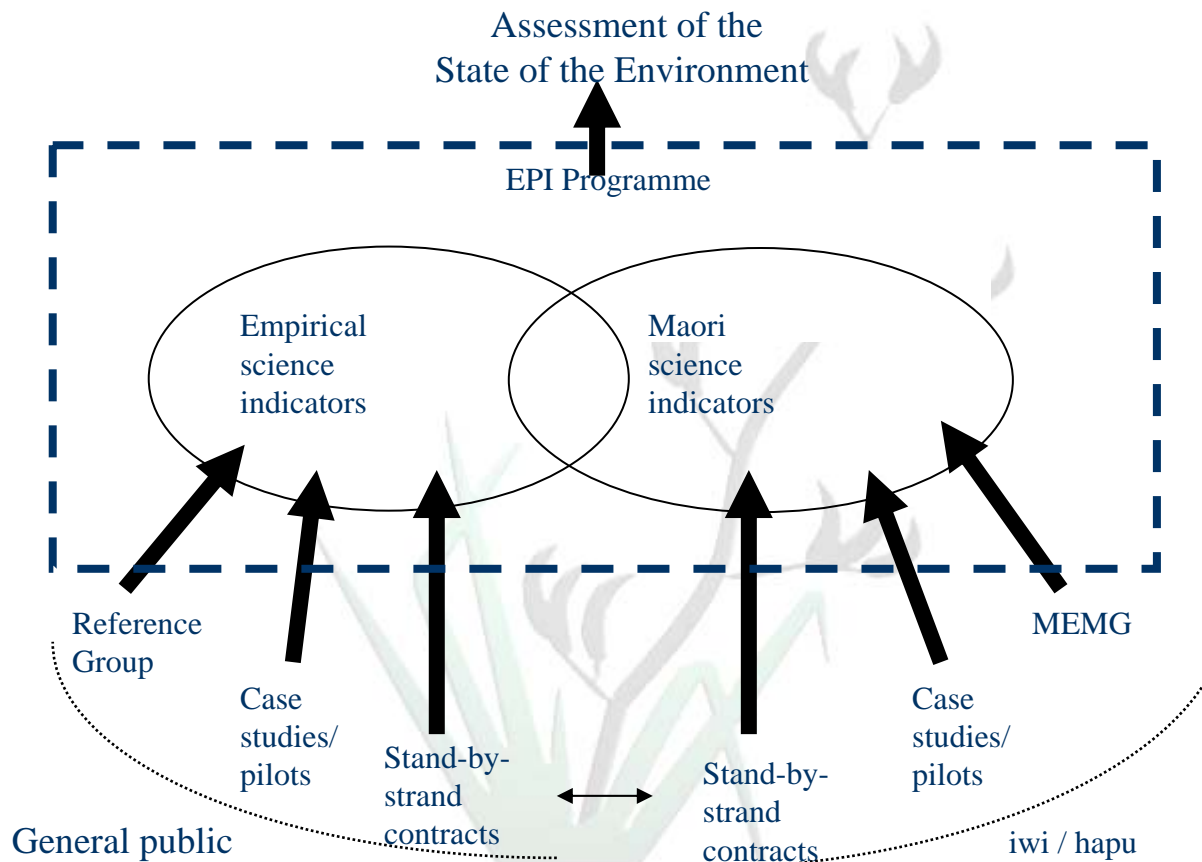 Assessment of the
State of the Environment
EPI Programme
Empirical
science
indicators
Maori
science
indicators
Reference
Group
MEMG
Case
studies/
pilots
Case
studies/
pilots
Stand-by-
strand
contracts
Stand-by-
strand
contracts
General public
iwi / hapu